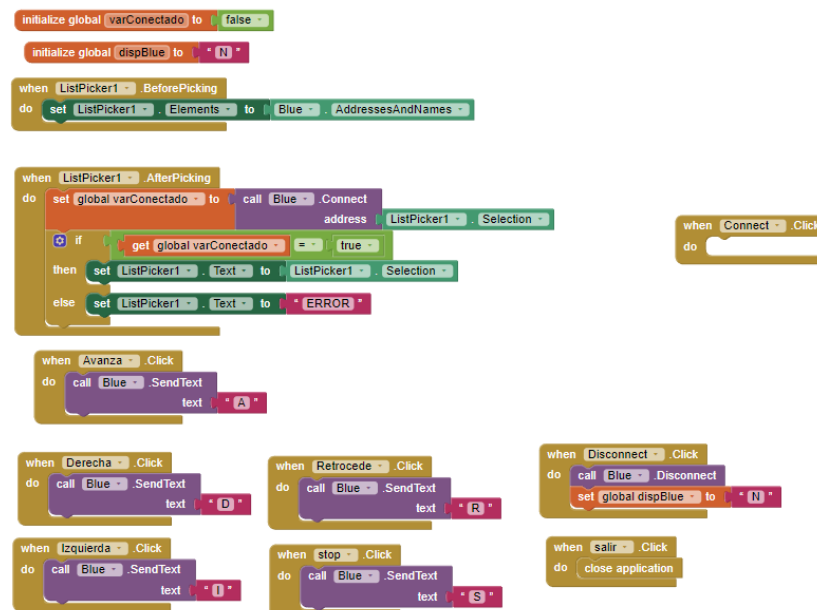 initialize global varConectado to false
initialize global dispBlue to " N "
when ListPicker1 .BeforePicking
do set ListPicker1 . Elements to Blue . AddressesAndNames
when ListPicker1 .AfterPicking
do set global varConectado to call Blue .Connect
address ListPicker1 . Selection
if get global varConectado = true
then set ListPicker1 . Text to ListPicker1 . Selection
else set ListPicker1 . Text to " ERROR "
when Connect .Click
do
when Avanza .Click
do call Blue .SendText
text " A "
when Derecha .Click
do call Blue .SendText
text " D "
when Retrocede .Click
do call Blue .SendText
text " R "
when Disconnect .Click
do call Blue .Disconnect
set global dispBlue to " N "
when Izquierda .Click
do call Blue .SendText
text " I "
when stop .Click
do call Blue .SendText
text " S "
when salir .Click
do close application